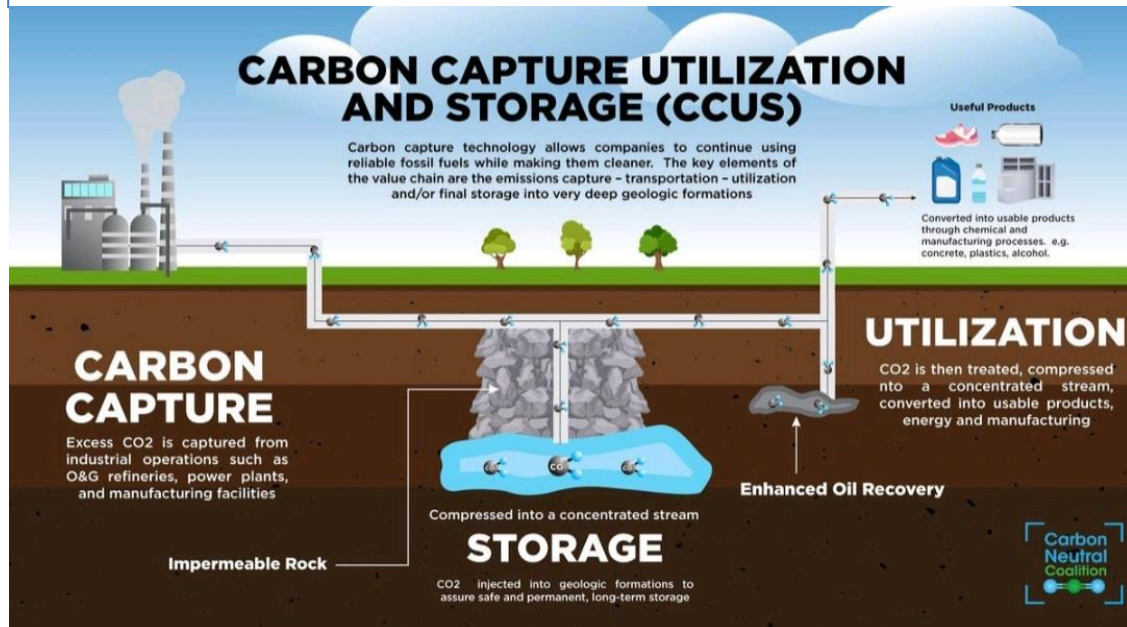 CARBON CAPTURE UTILIZATION
AND STORAGE (CCUS)
Carbon capture technology allows companies to continue using
reliable fossil fuels while making them cleaner. The key elements of
the value chain are the emissions capture – transportation – utilization
and/or final storage into very deep geologic formations
Useful Products
Converted into usable products
through chemical and
manufacturing processes. e.g.
concrete, plastics, alcohol.
CARBON
CAPTURE
Excess CO2 is captured from
industrial operations such as
O&G refineries, power plants,
and manufacturing facilities
UTILIZATION
CO2 is then treated, compressed
nto a concentrated stream,
converted into usable products,
energy and manufacturing
Enhanced Oil Recovery
CO
CO
CO
Compressed into a concentrated stream
STORAGE
CO2 injected into geologic formations to
assure safe and permanent, long-term storage
Impermeable Rock
Carbon
Neutral
Coalition